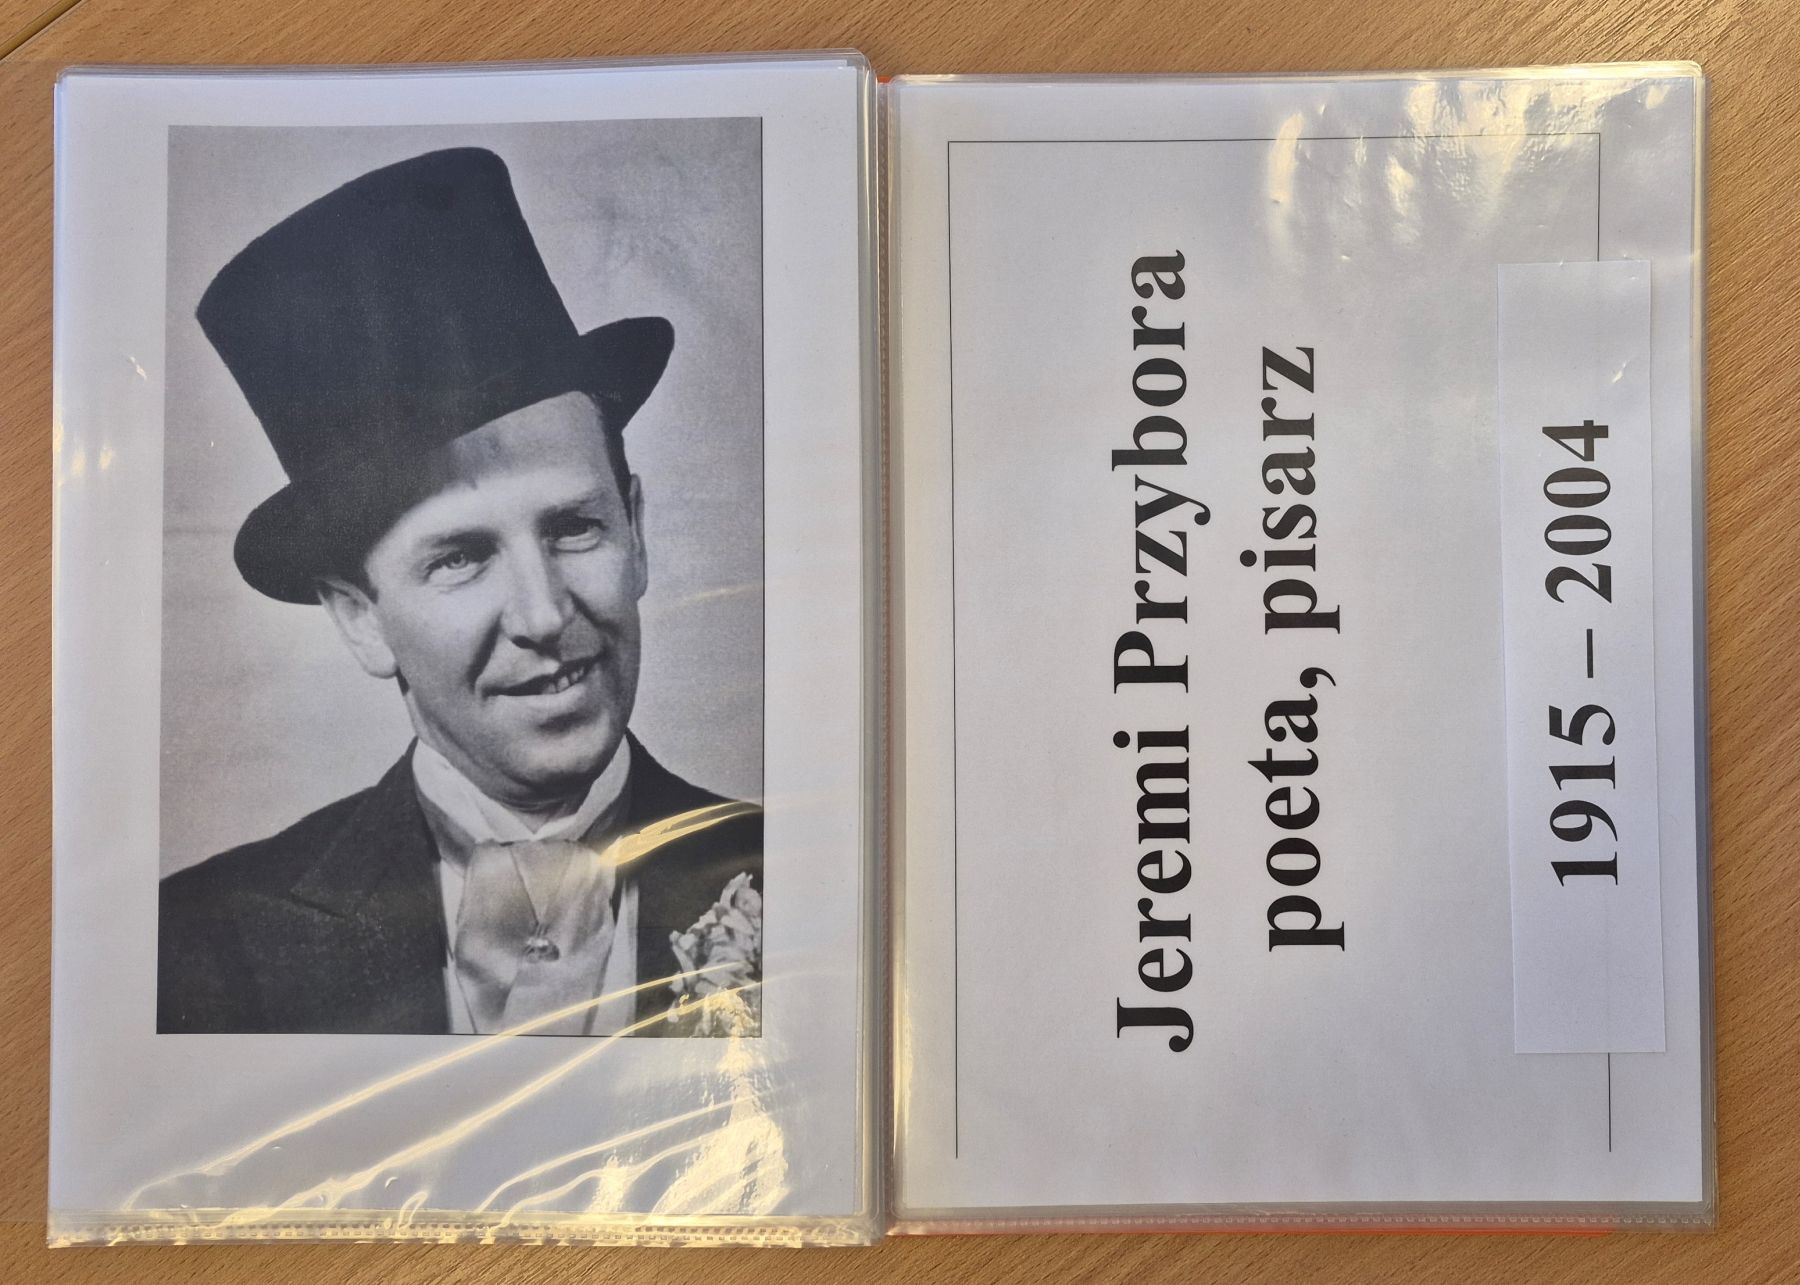 Jeremi Przybora
poeta, pisarz
1915 – 2004